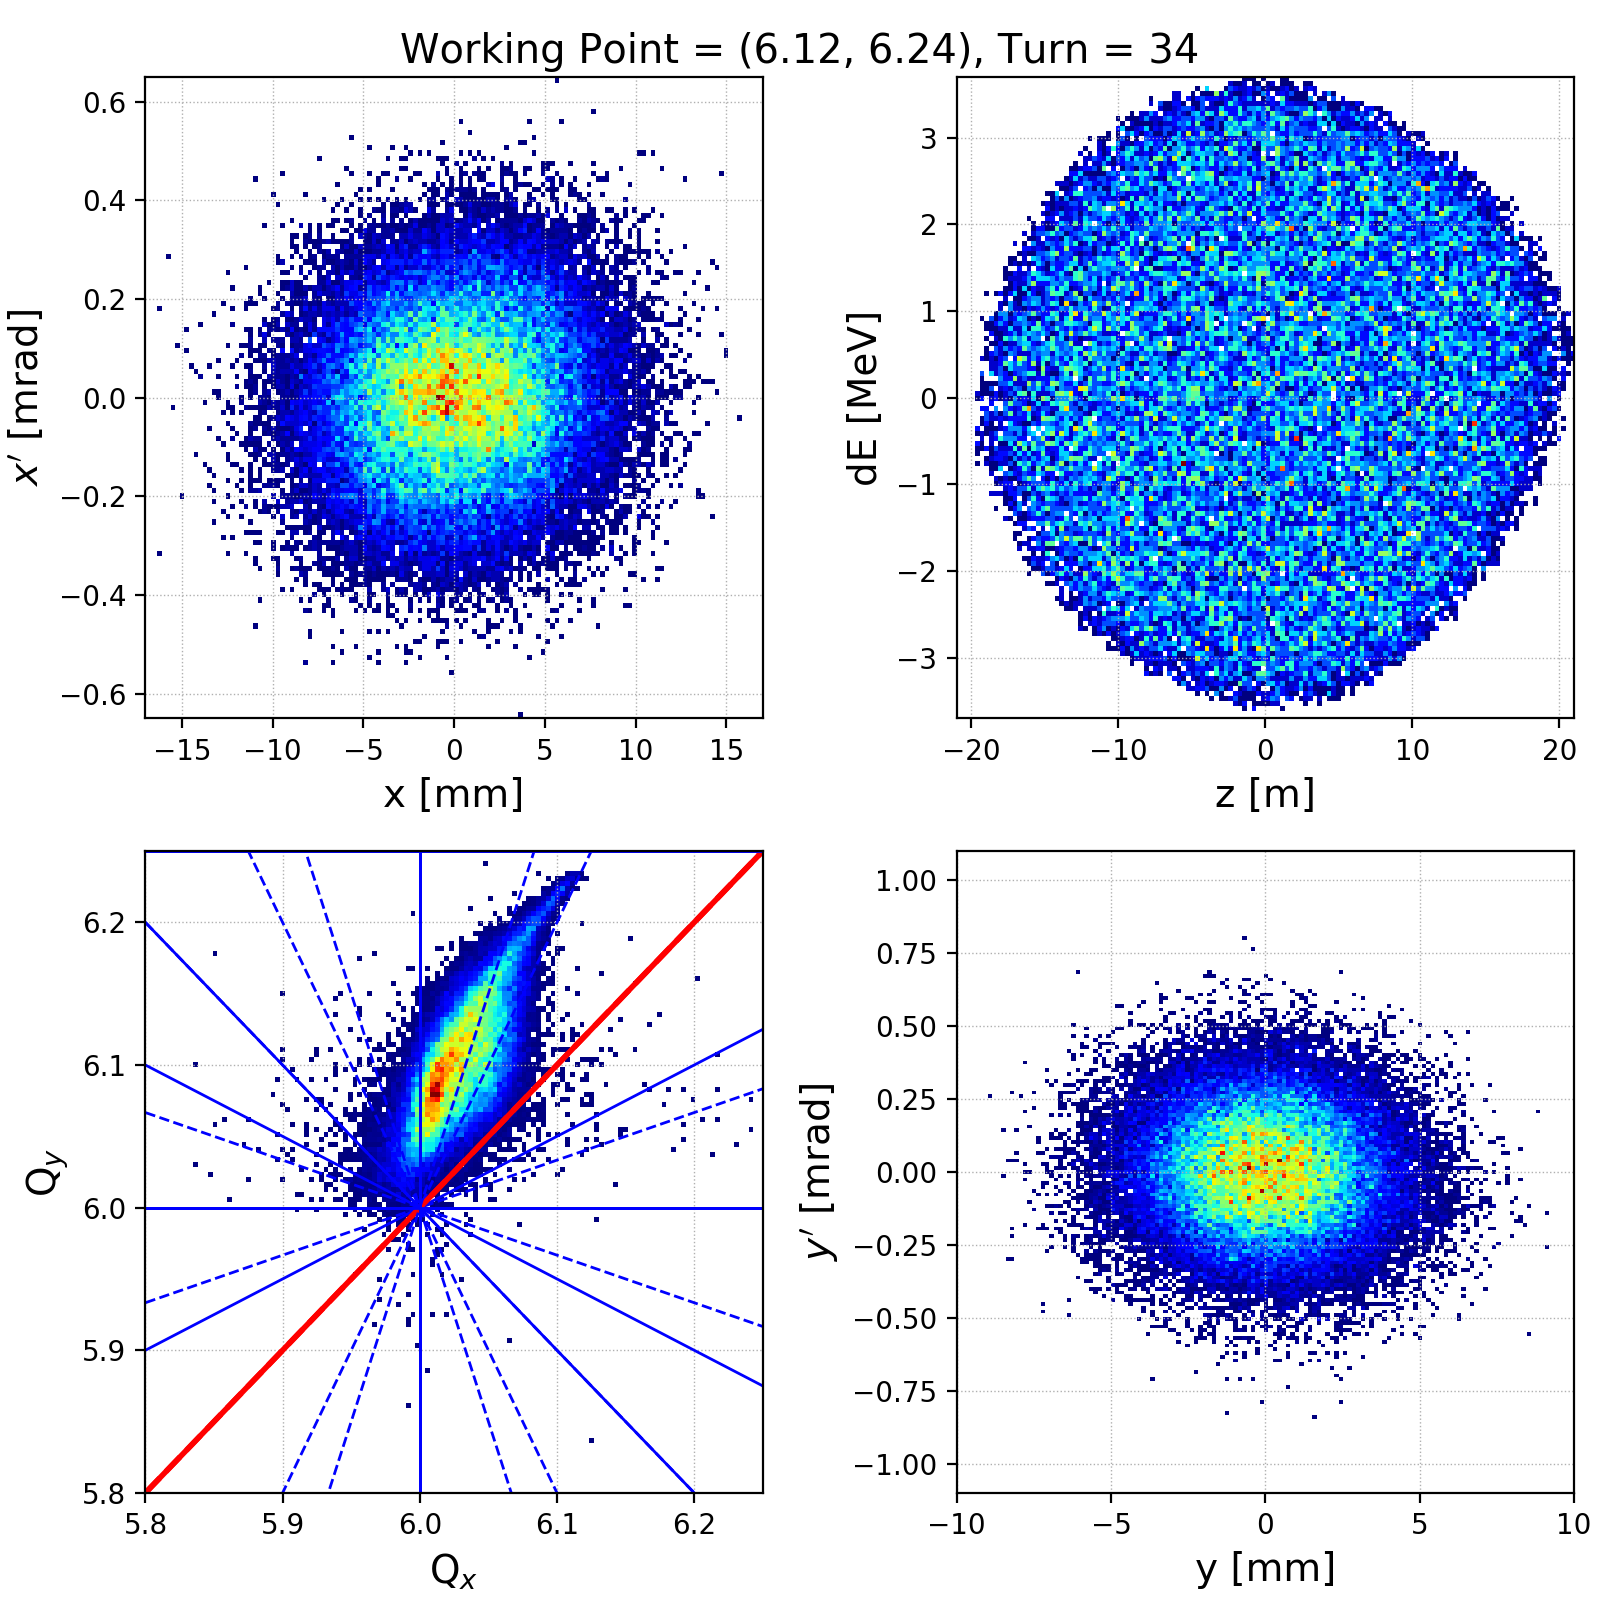 Working Point = (6.12, 6.24), Turn = 34
0.6
0.4
0.2
0.0
−0.2
−0.4
−0.6
x′ [mrad]
−15 −10 −5 0 5 10 15
x [mm]
3
2
1
0
−1
−2
−3
dE [MeV]
−20 −10 0 10 20
z [m]
6.2
6.1
6.0
5.9
5.8
Qy
5.8 5.9 6.0 6.1 6.2
Qx
1.00
0.75
0.50
0.25
0.00
−0.25
−0.50
−0.75
−1.00
y′ [mrad]
−10 −5 0 5 10
y [mm]